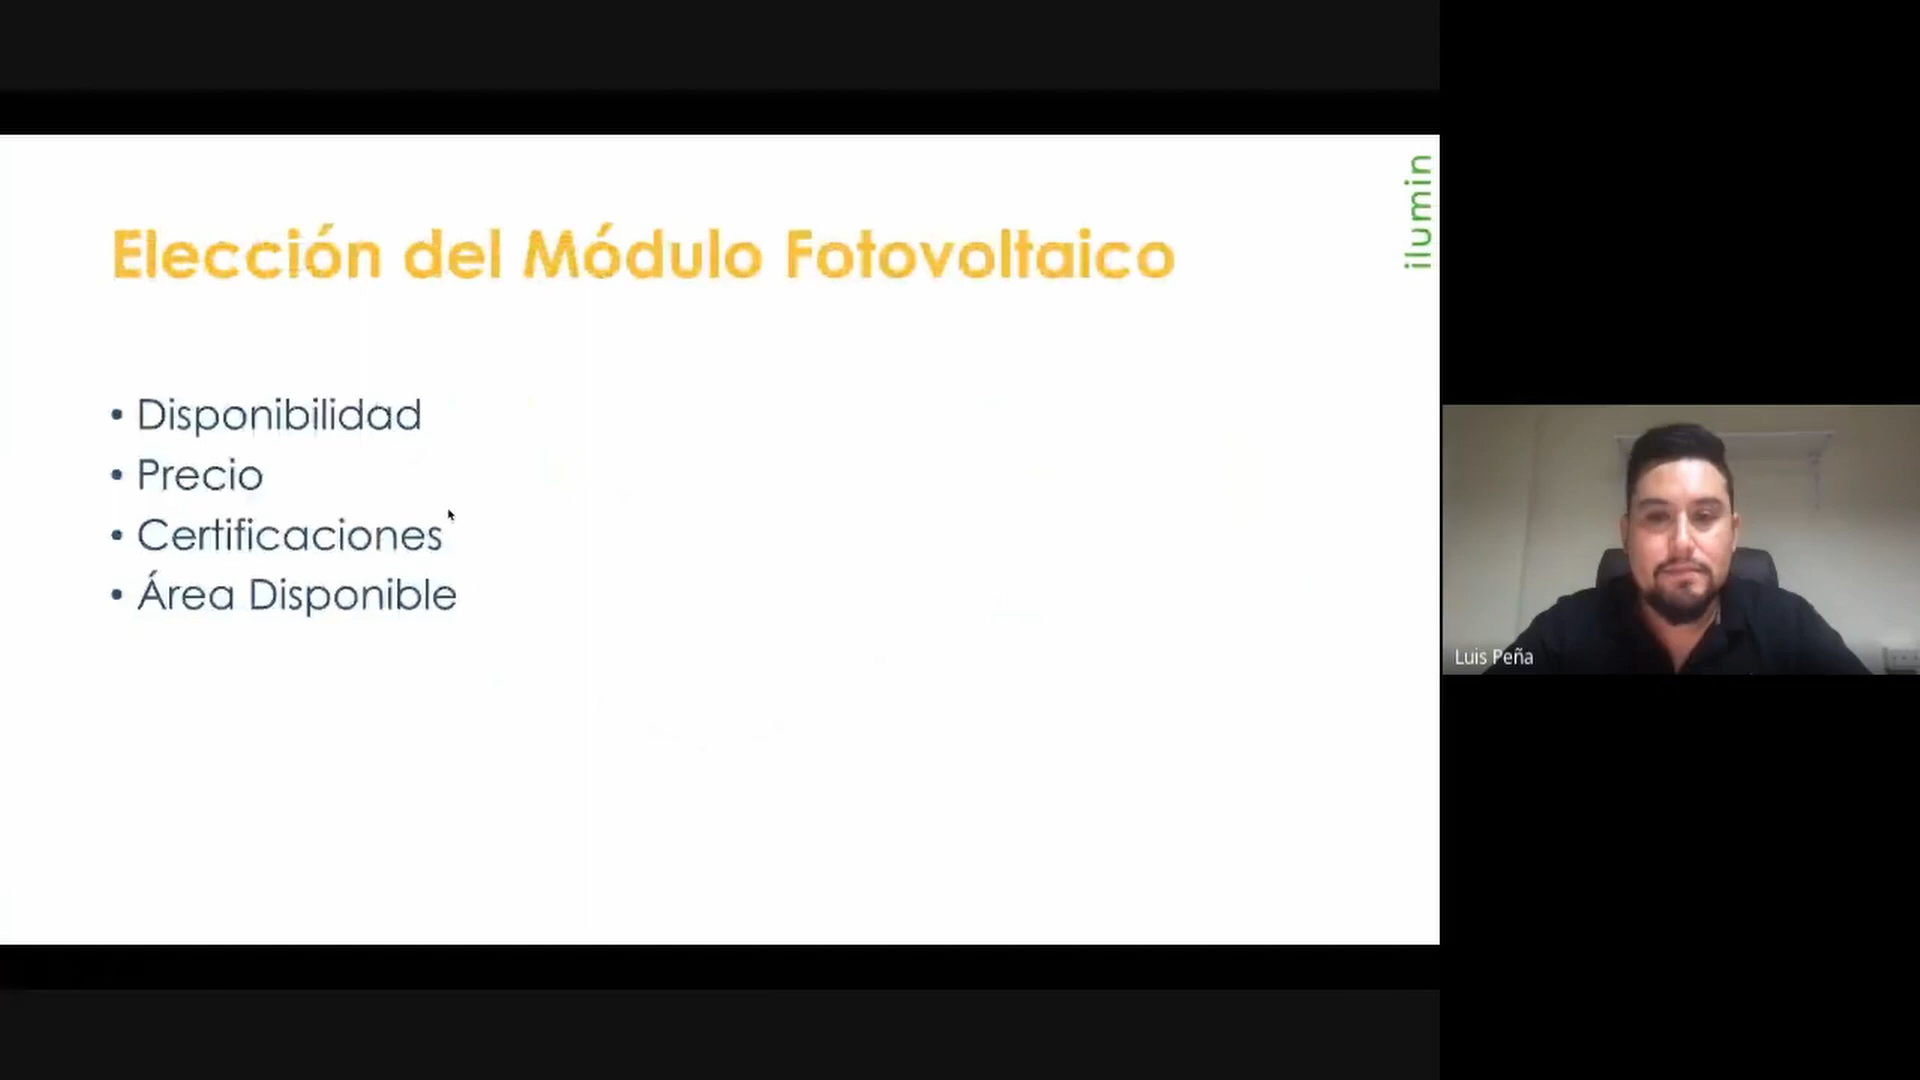 ilumin
Elección del Módulo Fotovoltaico
• Disponibilidad
• Precio
• Certificaciones
• Área Disponible
Luis Peña